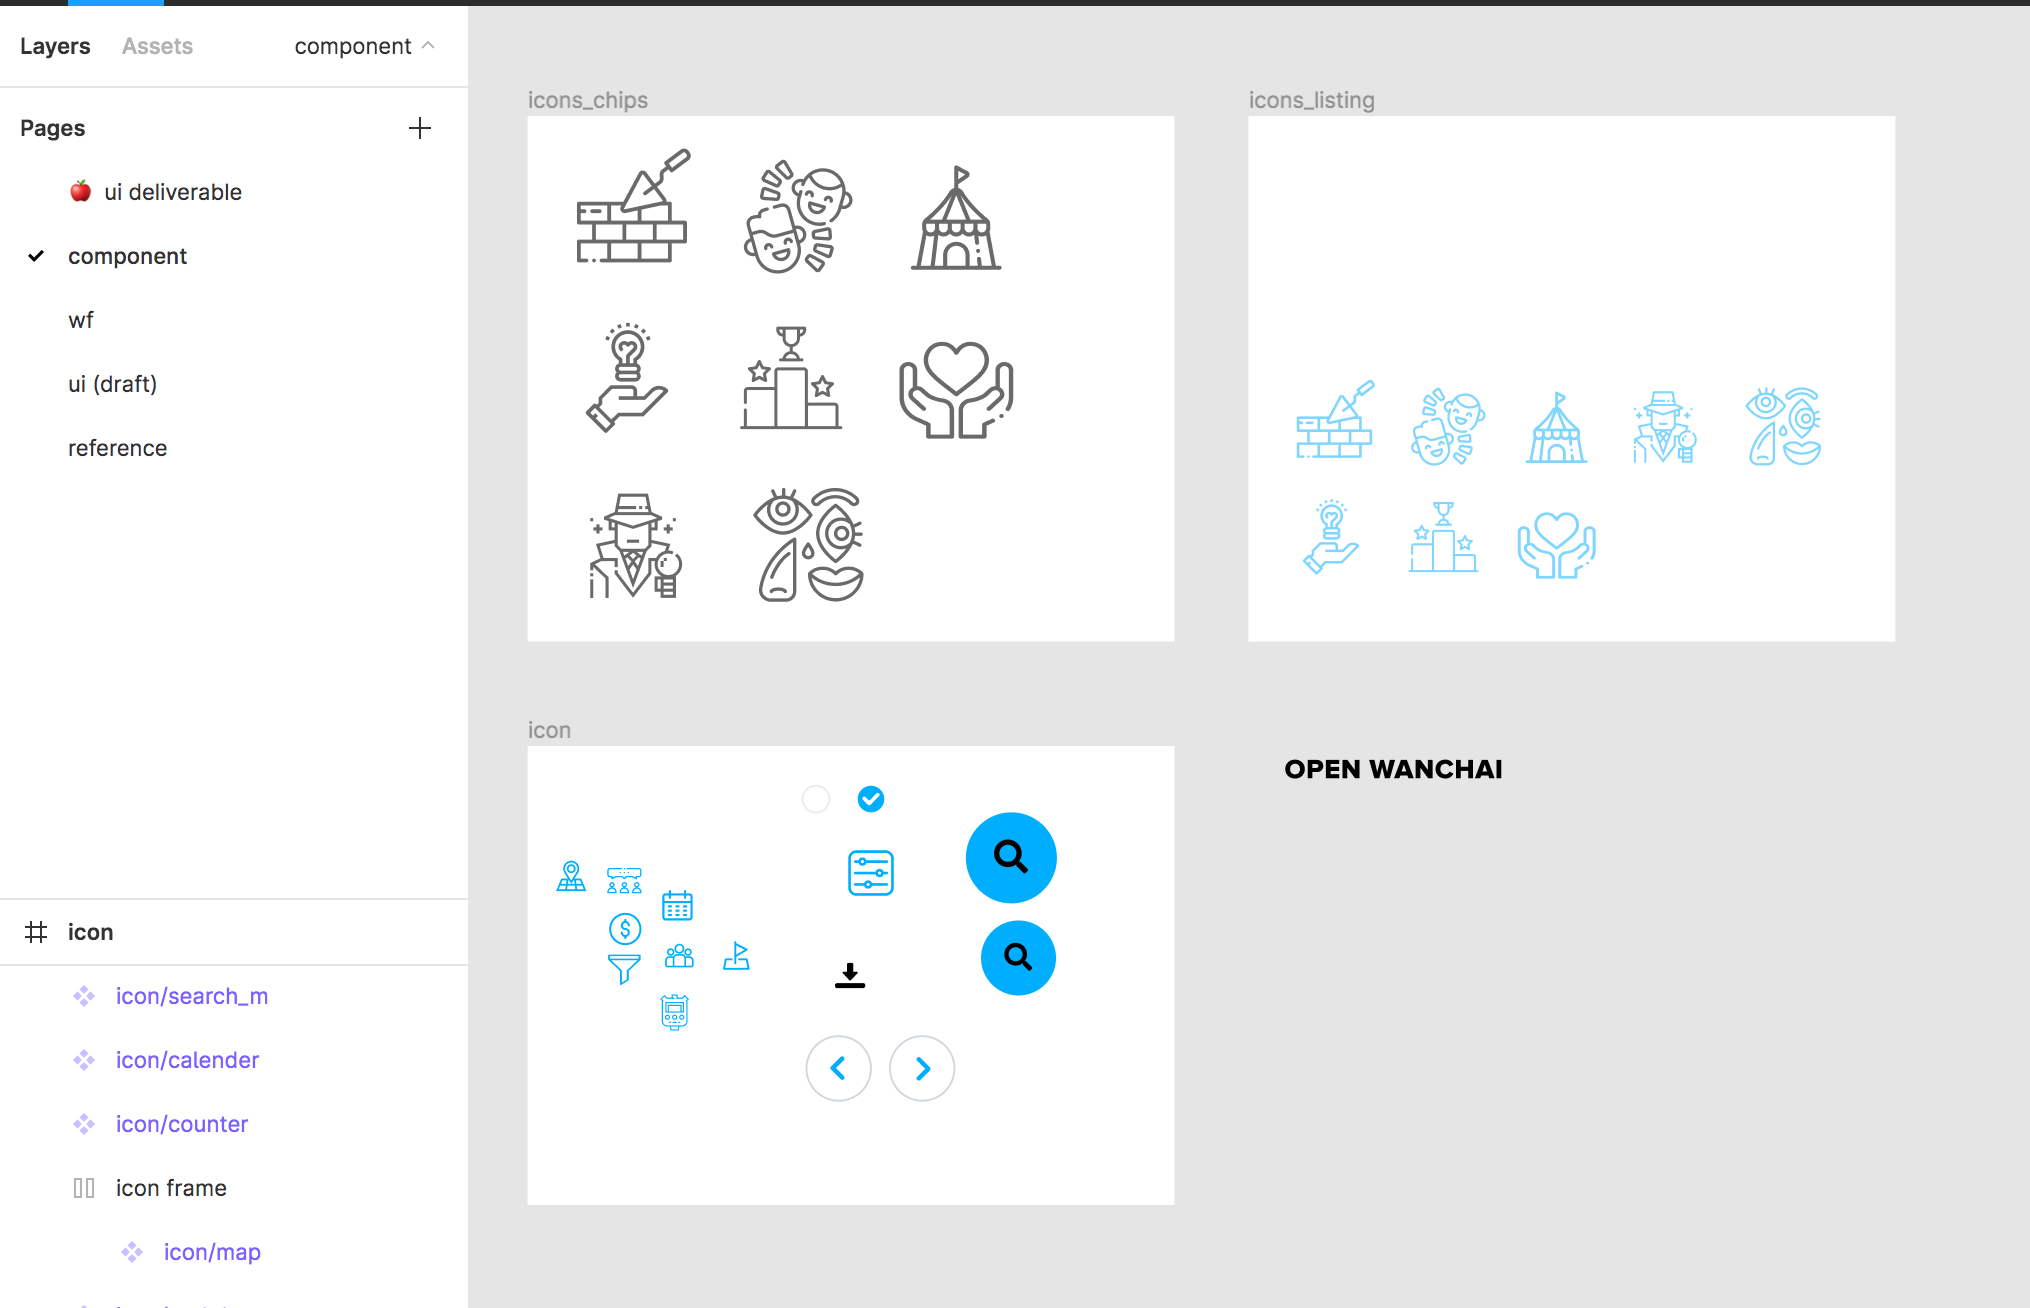 Layers Assets component
Pages
ui deliverable
component
wf
ui (draft)
reference
icon
icon/search_m
icon/calender
icon/counter
icon frame
icon/map
icons_chips
icons_listing
icon
$
OPEN WANCHAI